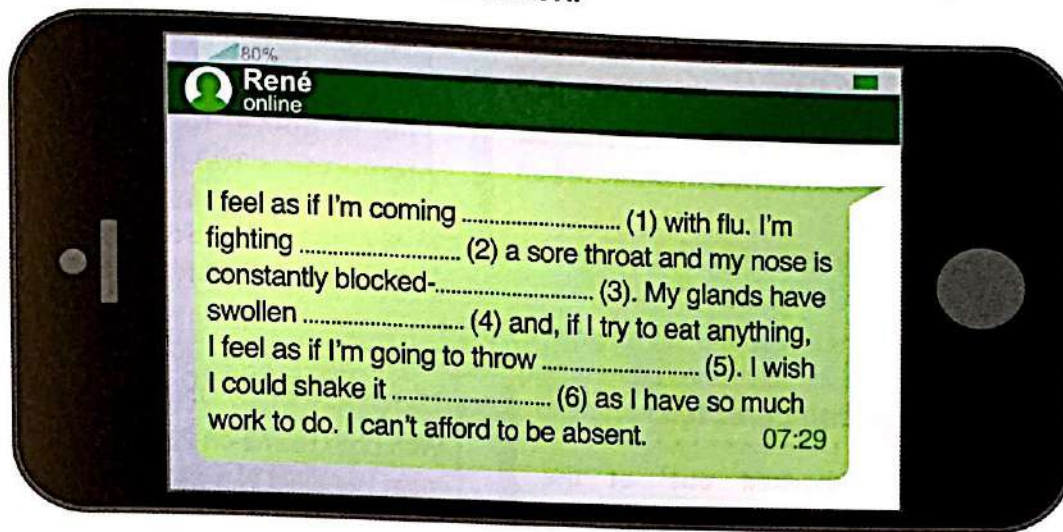 80%
René
online
I feel as if I'm coming ............................ (1) with flu. I'm
fighting ............................ (2) a sore throat and my nose is
constantly blocked-............................ (3). My glands have
swollen ............................ (4) and, if I try to eat anything,
I feel as if I'm going to throw ............................ (5). I wish
I could shake it ............................ (6) as I have so much
work to do. I can't afford to be absent.
07:29